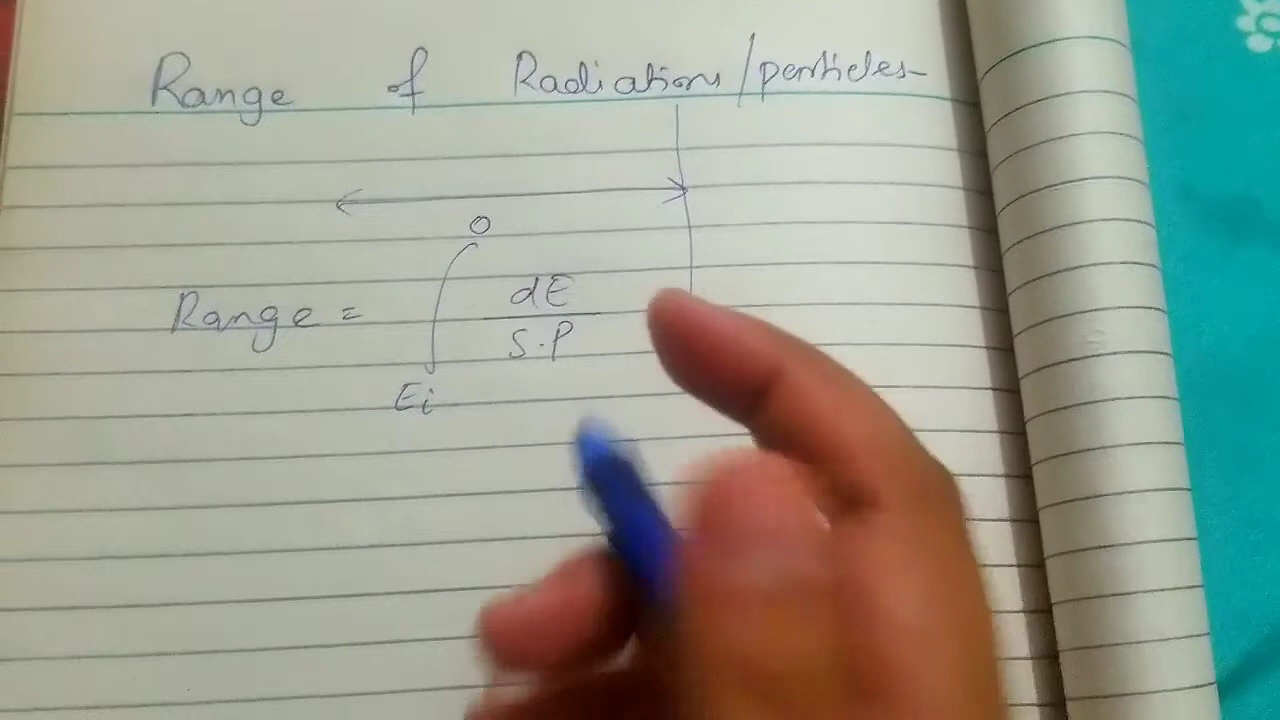 Range of Radiations/particles
0
Range = ∫ dE
S.P
Ei